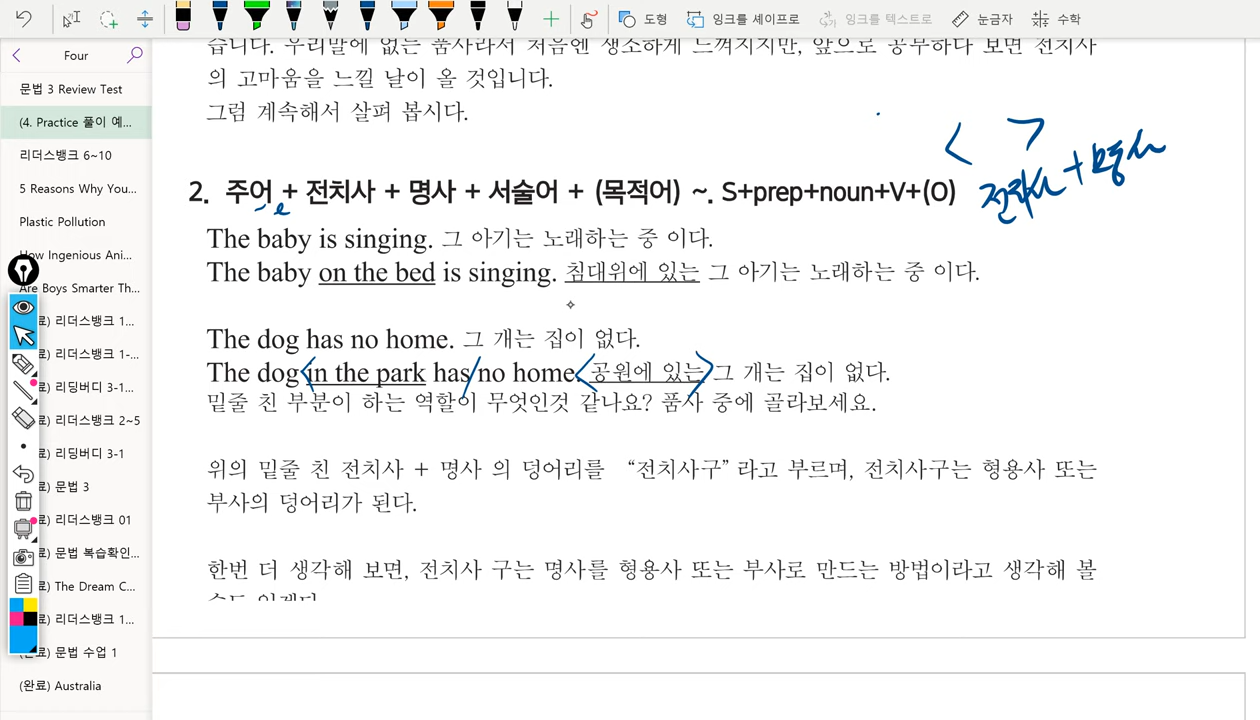 도형
잉크를 셰이프로
잉크를 텍스트로
눈금자
수학
Four
문법 3 Review Test
(4. Practice 풀이 예...
리더스뱅크 6~10
5 Reasons Why You...
Plastic Pollution
How Ingenious Ani...
Are Boys Smarter Th...
료) 리더스뱅크 1...
료) 리더스뱅크 1-...
료) 리딩버디 3-1...
료) 리더스뱅크 2~5
료) 리딩버디 3-1
료) 문법 3
료) 리더스뱅크 01
료) 문법 복습확인...
료) The Dream C...
료) 리더스뱅크 1...
(완료) 문법 수업 1
(완료) Australia
습니다. 우리말에 없는 품사라서 처음엔 생소하게 느껴지지만, 앞으로 공부하다 보면 전치사
의 고마움을 느낄 날이 올 것입니다.
그럼 계속해서 살펴 봅시다.
< >
전치사 + 명사
2. 주어 + 전치사 + 명사 + 서술어 + (목적어) ~. S+prep+noun+V+(O)
The baby is singing. 그 아기는 노래하는 중 이다.
The baby on the bed is singing. 침대위에 있는 그 아기는 노래하는 중 이다.
The dog has no home. 그 개는 집이 없다.
The dog <in the park has/no home. <공원에 있는> 그 개는 집이 없다.
밑줄 친 부분이 하는 역할이 무엇인것 같나요? 품사 중에 골라보세요.
위의 밑줄 친 전치사 + 명사 의 덩어리를 “전치사구” 라고 부르며, 전치사구는 형용사 또는
부사의 덩어리가 된다.
한번 더 생각해 보면, 전치사 구는 명사를 형용사 또는 부사로 만드는 방법이라고 생각해 볼
수도 있겠다